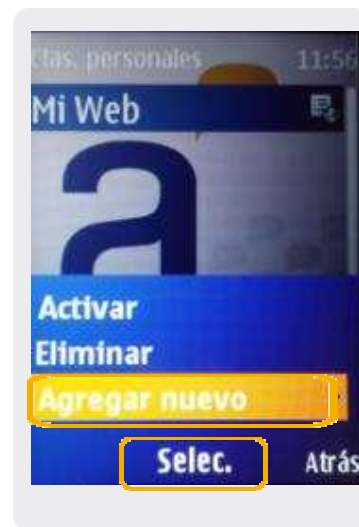 Ctas. personales 11:56
Mi Web
a
Activar
Eliminar
Agregar nuevo
Selec. Atrás